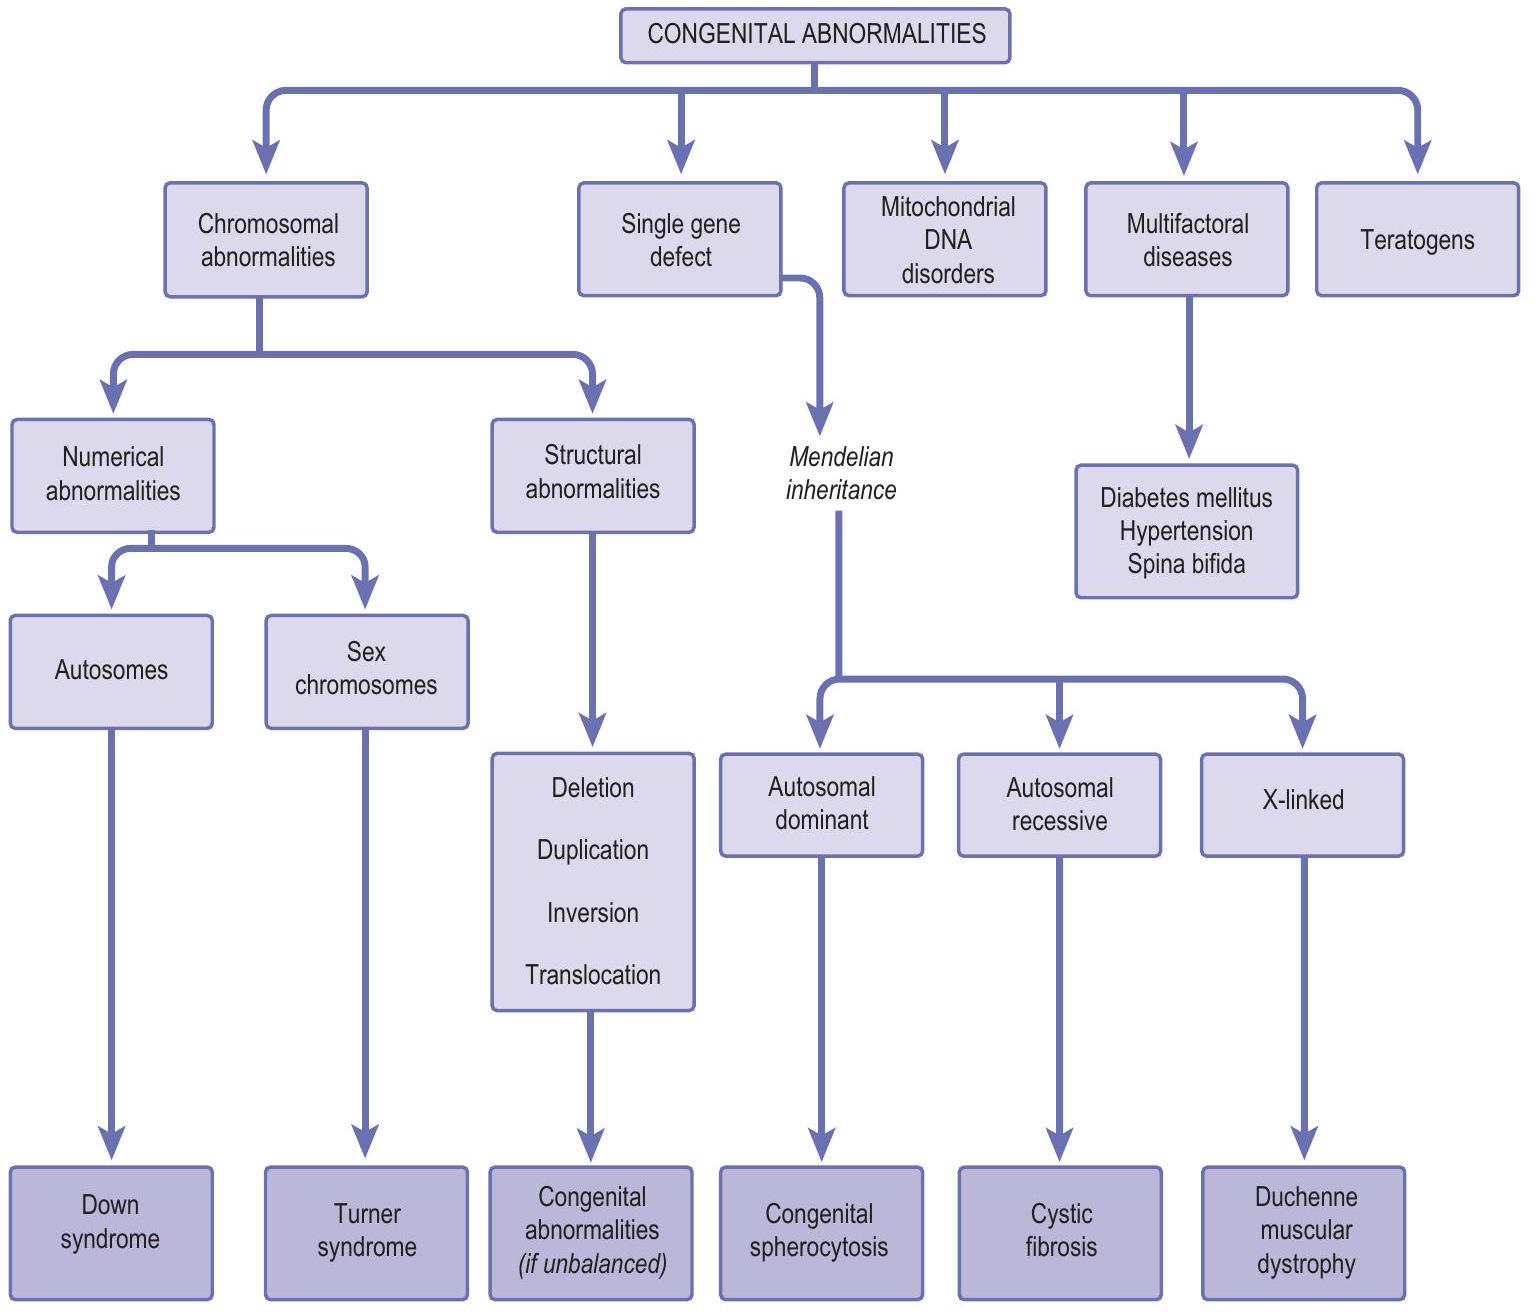 CONGENITAL ABNORMALITIES
Chromosomal
abnormalities
Single gene
defect
Mitochondrial
DNA
disorders
Multifactoral
diseases
Teratogens
Numerical
abnormalities
Structural
abnormalities
Mendelian
inheritance
Diabetes mellitus
Hypertension
Spina bifida
Autosomes
Sex
chromosomes
Deletion
Duplication
Inversion
Translocation
Autosomal
dominant
Autosomal
recessive
X-linked
Down
syndrome
Turner
syndrome
Congenital
abnormalities
(if unbalanced)
Congenital
spherocytosis
Cystic
fibrosis
Duchenne
muscular
dystrophy